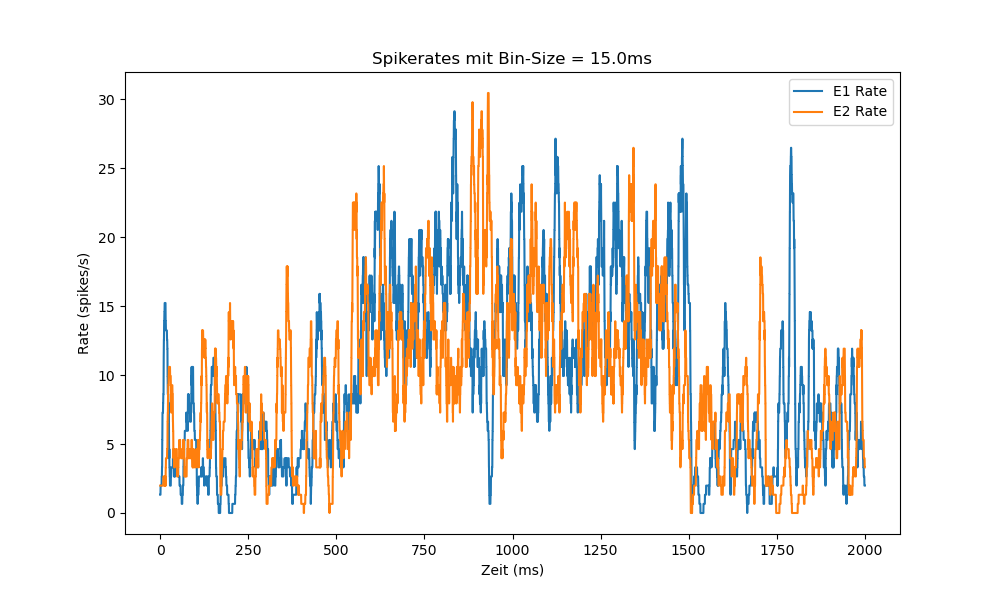 Spikerates mit Bin-Size = 15.0ms
E1 Rate
E2 Rate
Rate (spikes/s)
30
25
20
15
10
5
0
0 250 500 750 1000 1250 1500 1750 2000
Zeit (ms)